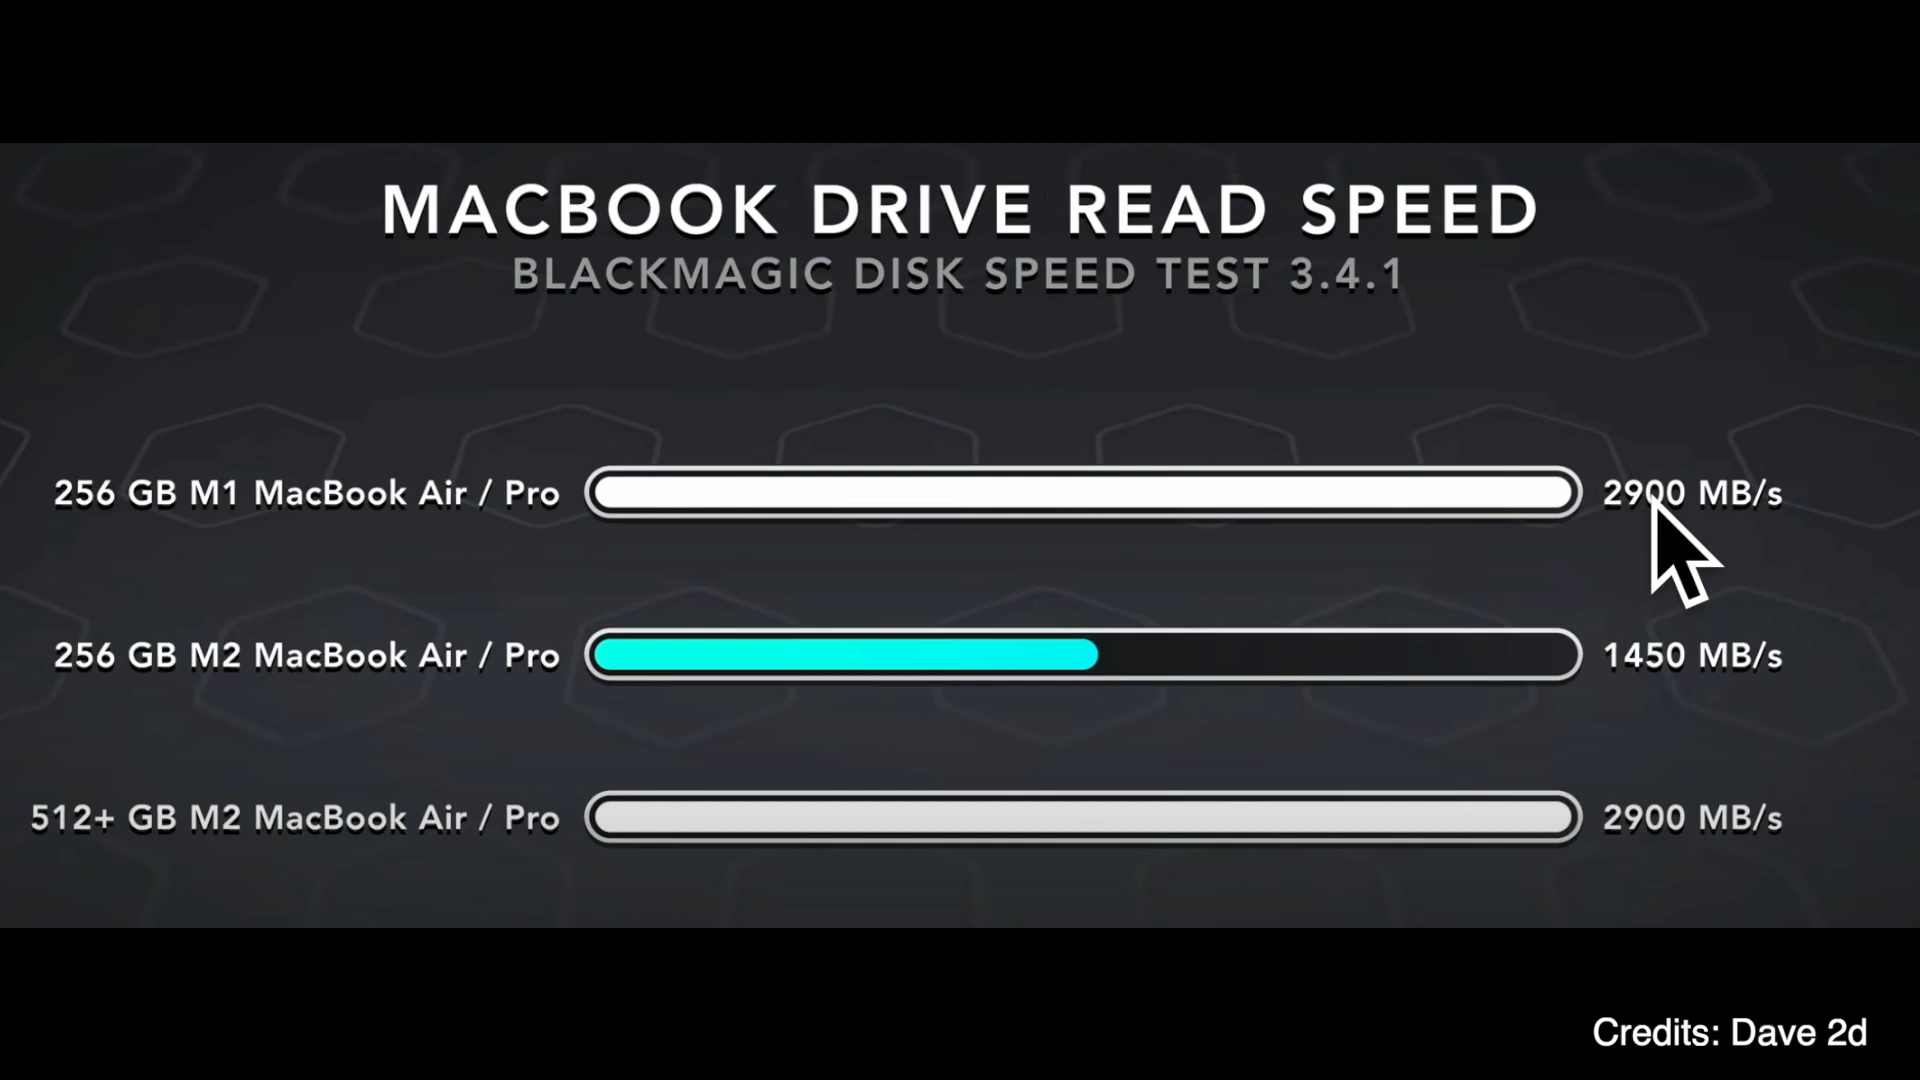 MACBOOK DRIVE READ SPEED
BLACKMAGIC DISK SPEED TEST 3.4.1
256 GB M1 MacBook Air / Pro 2900 MB/s
256 GB M2 MacBook Air / Pro 1450 MB/s
512+ GB M2 MacBook Air / Pro 2900 MB/s
Credits: Dave 2d